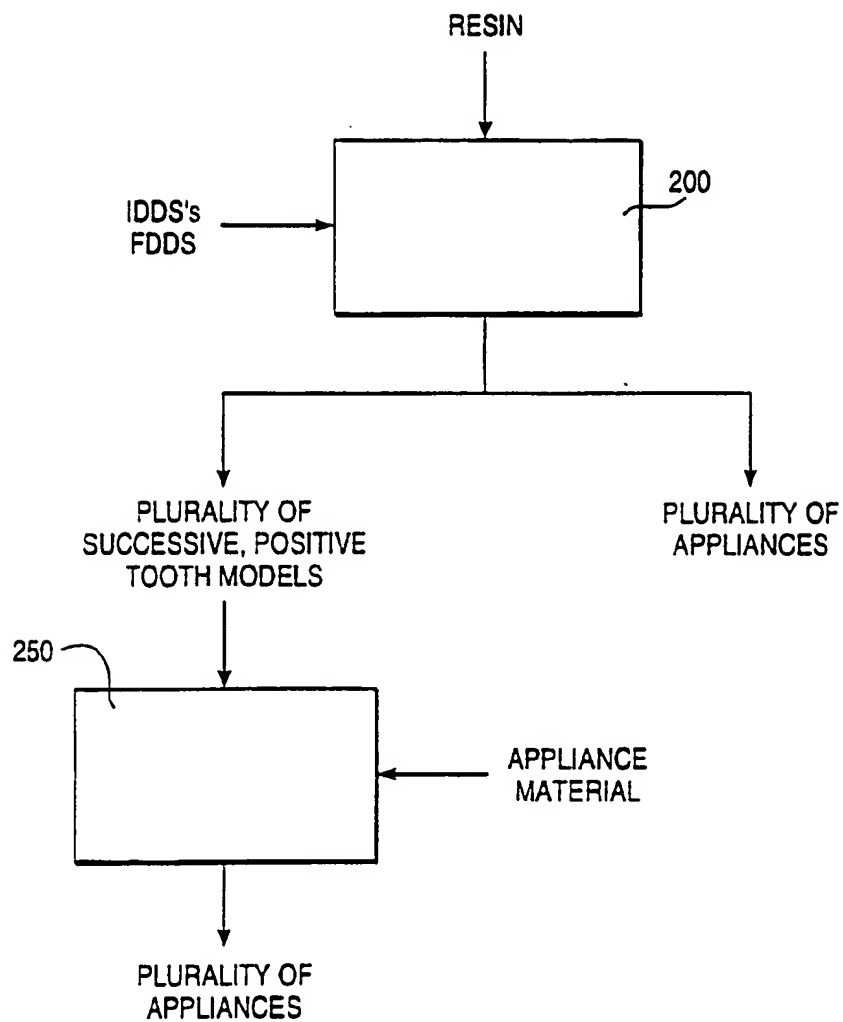 RESIN
200
IDDS's
FDDS
PLURALITY OF
SUCCESSIVE, POSITIVE
TOOTH MODELS
PLURALITY OF
APPLIANCES
250
APPLIANCE
MATERIAL
PLURALITY OF
APPLIANCES